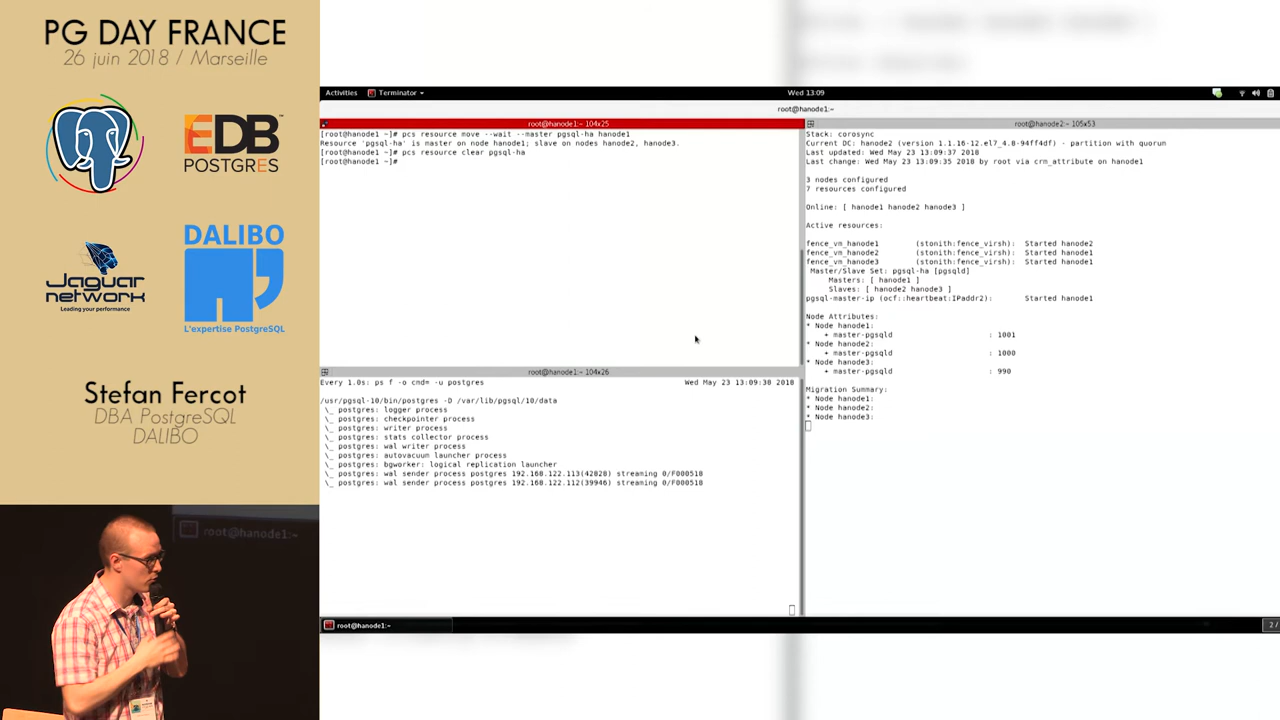 PG DAY FRANCE
26 juin 2018 / Marseille
EDB™
POSTGRES
Jaguar
network
Leading your performance
DALIBO
L'expertise PostgreSQL
Stefan Fercot
DBA PostgreSQL
DALIBO
root@hanode1:~
Activities Terminator Wed 13:09
root@hanode1:~
root@hanode1:~ 104x25
[root@hanode1 ~]# pcs resource move --wait --master pgsql-ha hanode1
Resource 'pgsql-ha' is master on node hanode1; slave on nodes hanode2, hanode3.
[root@hanode1 ~]# pcs resource clear pgsql-ha
[root@hanode1 ~]#
root@hanode1:~ 104x26
Every 1.0s: ps f -o cmd= -u postgres Wed May 23 13:09:38 2018
/usr/pgsql-10/bin/postgres -D /var/lib/pgsql/10/data
\_ postgres: logger process
\_ postgres: checkpointer process
\_ postgres: writer process
\_ postgres: stats collector process
\_ postgres: wal writer process
\_ postgres: autovacuum launcher process
\_ postgres: bgworker: logical replication launcher
\_ postgres: wal sender process postgres 192.168.122.113(42828) streaming 0/F000518
\_ postgres: wal sender process postgres 192.168.122.112(39946) streaming 0/F000518
root@hanode2:~ 105x53
Stack: corosync
Current DC: hanode2 (version 1.1.16-12.el7_4.8-94ff4df) - partition with quorum
Last updated: Wed May 23 13:09:37 2018
Last change: Wed May 23 13:09:35 2018 by root via crm_attribute on hanode1
3 nodes configured
7 resources configured
Online: [ hanode1 hanode2 hanode3 ]
Active resources:
fence_vm_hanode1 (stonith:fence_virsh): Started hanode2
fence_vm_hanode2 (stonith:fence_virsh): Started hanode1
fence_vm_hanode3 (stonith:fence_virsh): Started hanode1
Master/Slave Set: pgsql-ha [pgsqld]
Masters: [ hanode1 ]
Slaves: [ hanode2 hanode3 ]
pgsql-master-ip (ocf::heartbeat:IPaddr2): Started hanode1
Node Attributes:
* Node hanode1:
+ master-pgsqld : 1001
* Node hanode2:
+ master-pgsqld : 1000
* Node hanode3:
+ master-pgsqld : 990
Migration Summary:
* Node hanode1:
* Node hanode2:
* Node hanode3:
root@hanode1:~
2/